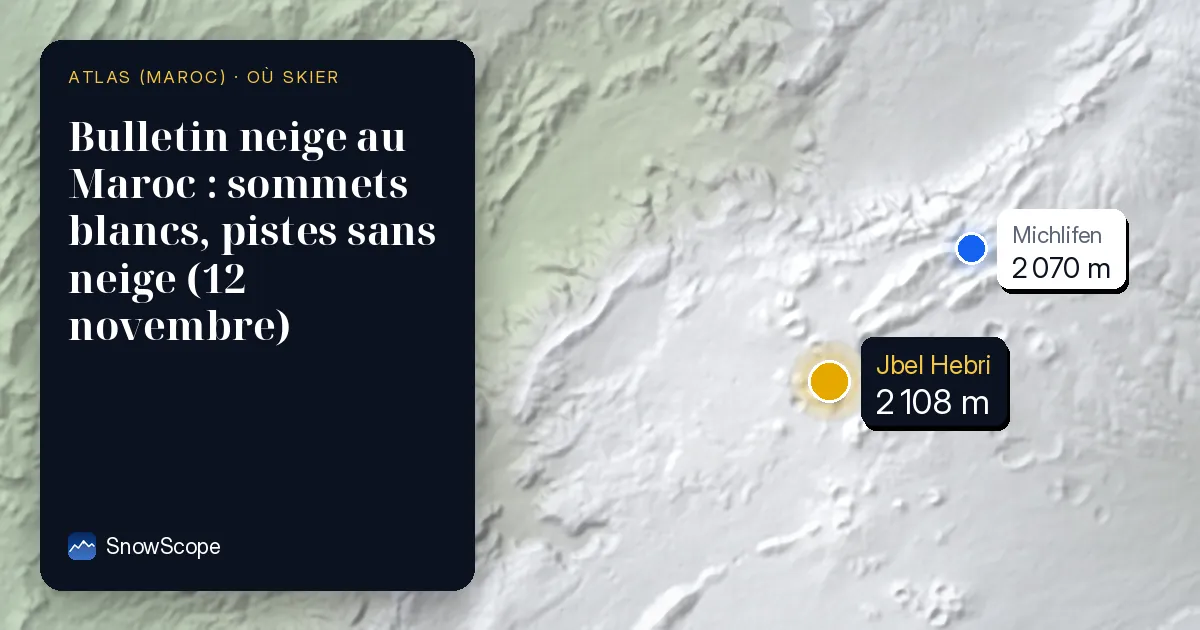 ATLAS (MAROC) · OÙ SKIER
Bulletin neige au
Maroc : sommets
blancs, pistes sans
neige (12
novembre)
Michlifen
2 070 m
Jbel Hebri
2 108 m
SnowScope